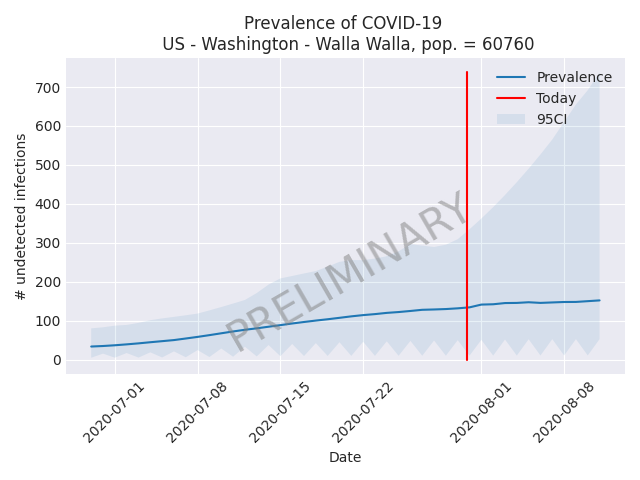 Prevalence of COVID-19
US - Washington - Walla Walla, pop. = 60760
700
600
500
400
300
200
100
0
# undetected infections
Prevalence
Today
95CI
PRELIMINARY
2020-07-01
2020-07-08
2020-07-15
2020-07-22
2020-08-01
2020-08-08
Date